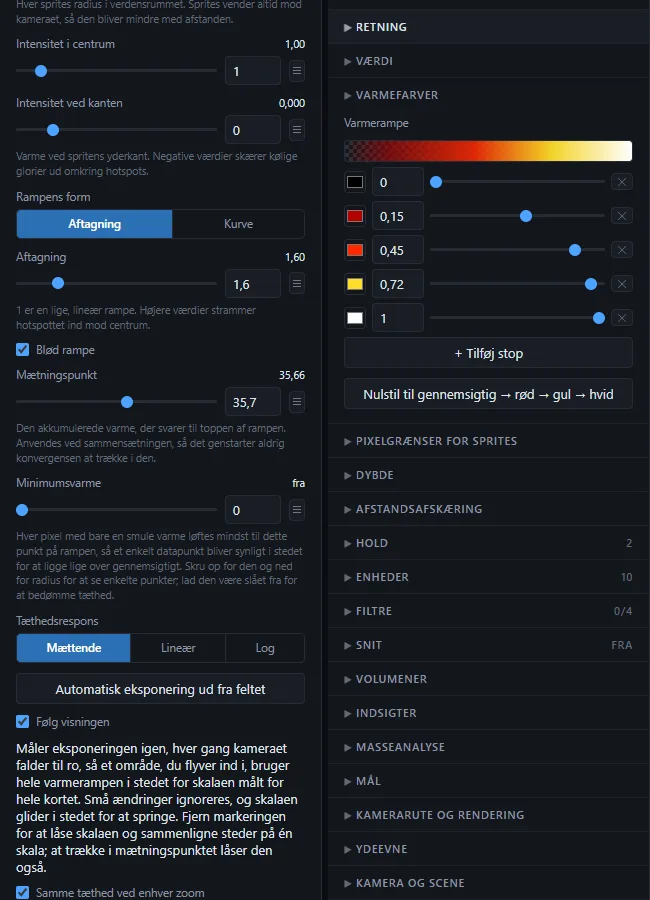 Hver sprites radius i verdensrummet. Sprites vender altid mod
kameraet, så den bliver mindre med afstanden.
Intensitet i centrum 1,00
1
Intensitet ved kanten 0,000
0
Varme ved spritens yderkant. Negative værdier skærer kølige
glorier ud omkring hotspots.
Rampens form
Aftagning Kurve
Aftagning 1,60
1,6
1 er en lige, lineær rampe. Højere værdier strammer
hotspottet ind mod centrum.
Blød rampe
Mætningspunkt 35,66
35,7
Den akkumulerede varme, der svarer til toppen af rampen.
Anvendes ved sammensætningen, så det genstarter aldrig
konvergensen at trække i den.
Minimumsvarme fra
0
Hver pixel med bare en smule varme løftes mindst til dette
punkt på rampen, så et enkelt datapunkt bliver synligt i stedet
for at ligge lige over gennemsigtigt. Skru op for den og ned
for radius for at se enkelte punkter; lad den være slået fra for
at bedømme tæthed.
Tæthedsrespons
Mættende Lineær Log
Automatisk eksponering ud fra feltet
Følg visningen
Måler eksponeringen igen, hver gang kameraet
falder til ro, så et område, du flyver ind i, bruger
hele varmerampen i stedet for skalaen målt for
hele kortet. Små ændringer ignoreres, og skalaen
glider i stedet for at springe. Fjern markeringen
for at låse skalaen og sammenligne steder på én
skala; at trække i mætningspunktet låser den
også.
Samme tæthed ved enhver zoom
RETNING
VÆRDI
VARMEFARVER
Varmerampe
0
0,15
0,45
0,72
1
+ Tilføj stop
Nulstil til gennemsigtig → rød → gul → hvid
PIXELGRÆNSER FOR SPRITES
DYBDE
AFSTANDSAFSKÆRING
HOLD 2
ENHEDER 10
FILTRE 0/4
SNIT FRA
VOLUMENER
INDSIGTER
MASSEANALYSE
MÅL
KAMERARUTE OG RENDERING
YDEEVNE
KAMERA OG SCENE